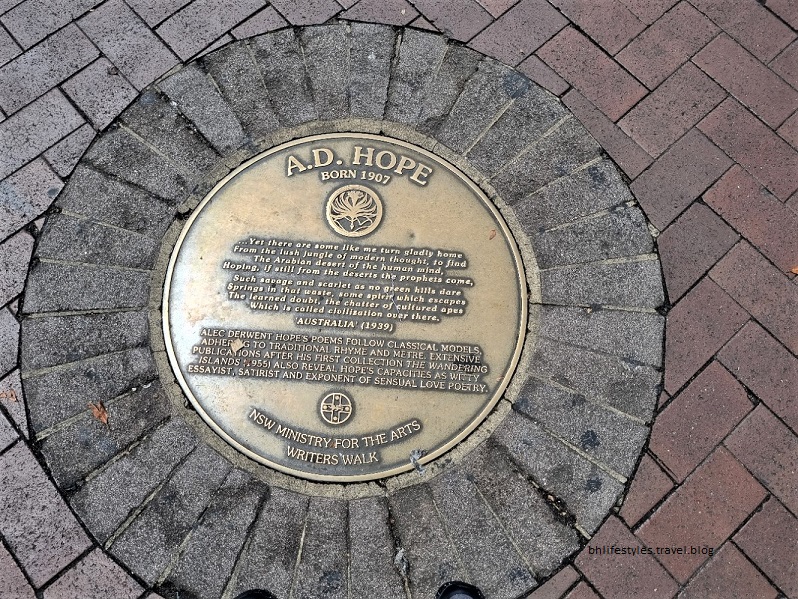 A.D. HOPE
BORN 1907
...Yet there are some like me turn gladly home
From the lush jungle of modern thought, to find
The Arabian desert of the human mind,
Hoping, if still from the deserts the prophets come,
Such savage and scarlet as no green hills dare
Springs in that waste, some spirit which escapes
The learned doubt, the chatter of cultured apes
Which is called civilisation over there.
'AUSTRALIA' (1939)
ALEC DERWENT HOPE'S POEMS FOLLOW CLASSICAL MODELS,
ADHERING TO TRADITIONAL RHYME AND METRE. EXTENSIVE
PUBLICATIONS AFTER HIS FIRST COLLECTION THE WANDERING
ISLANDS (1955) ALSO REVEAL HOPE'S CAPACITIES AS WITTY
ESSAYIST, SATIRIST AND EXPONENT OF SENSUAL LOVE POETRY.
NSW MINISTRY FOR THE ARTS
WRITERS WALK
bhlifestyles.travel.blog